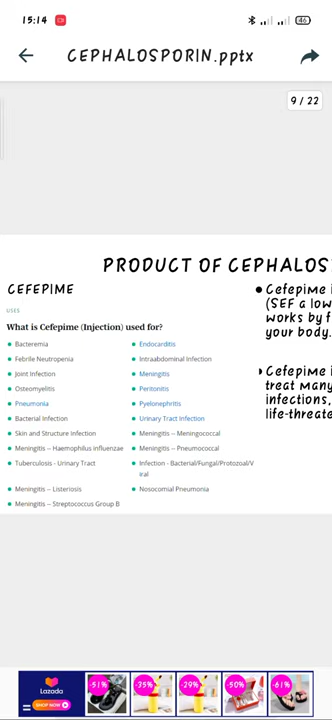 15:14
46
CEPHALOSPORIN.pptx
9 / 22
PRODUCT OF CEPHALOS
CEFEPIME
USES
What is Cefepime (Injection) used for?
Bacteremia
Endocarditis
Febrile Neutropenia
Intraabdominal Infection
Joint Infection
Meningitis
Osteomyelitis
Peritonitis
Pneumonia
Pyelonephritis
Bacterial Infection
Urinary Tract Infection
Skin and Structure Infection
Meningitis -- Meningococcal
Meningitis -- Haemophilus influenzae
Meningitis -- Pneumococcal
Tuberculosis - Urinary Tract
Infection - Bacterial/Fungal/Protozoal/V
iral
Meningitis -- Listeriosis
Nosocomial Pneumonia
Meningitis -- Streptococcus Group B
Cefepime i
(SEF a low
works by f
your body.
Cefepime i
treat many
infections,
life-threate
Lazada
SHOP NOW
-51%
-35%
-29%
-50%
-61%